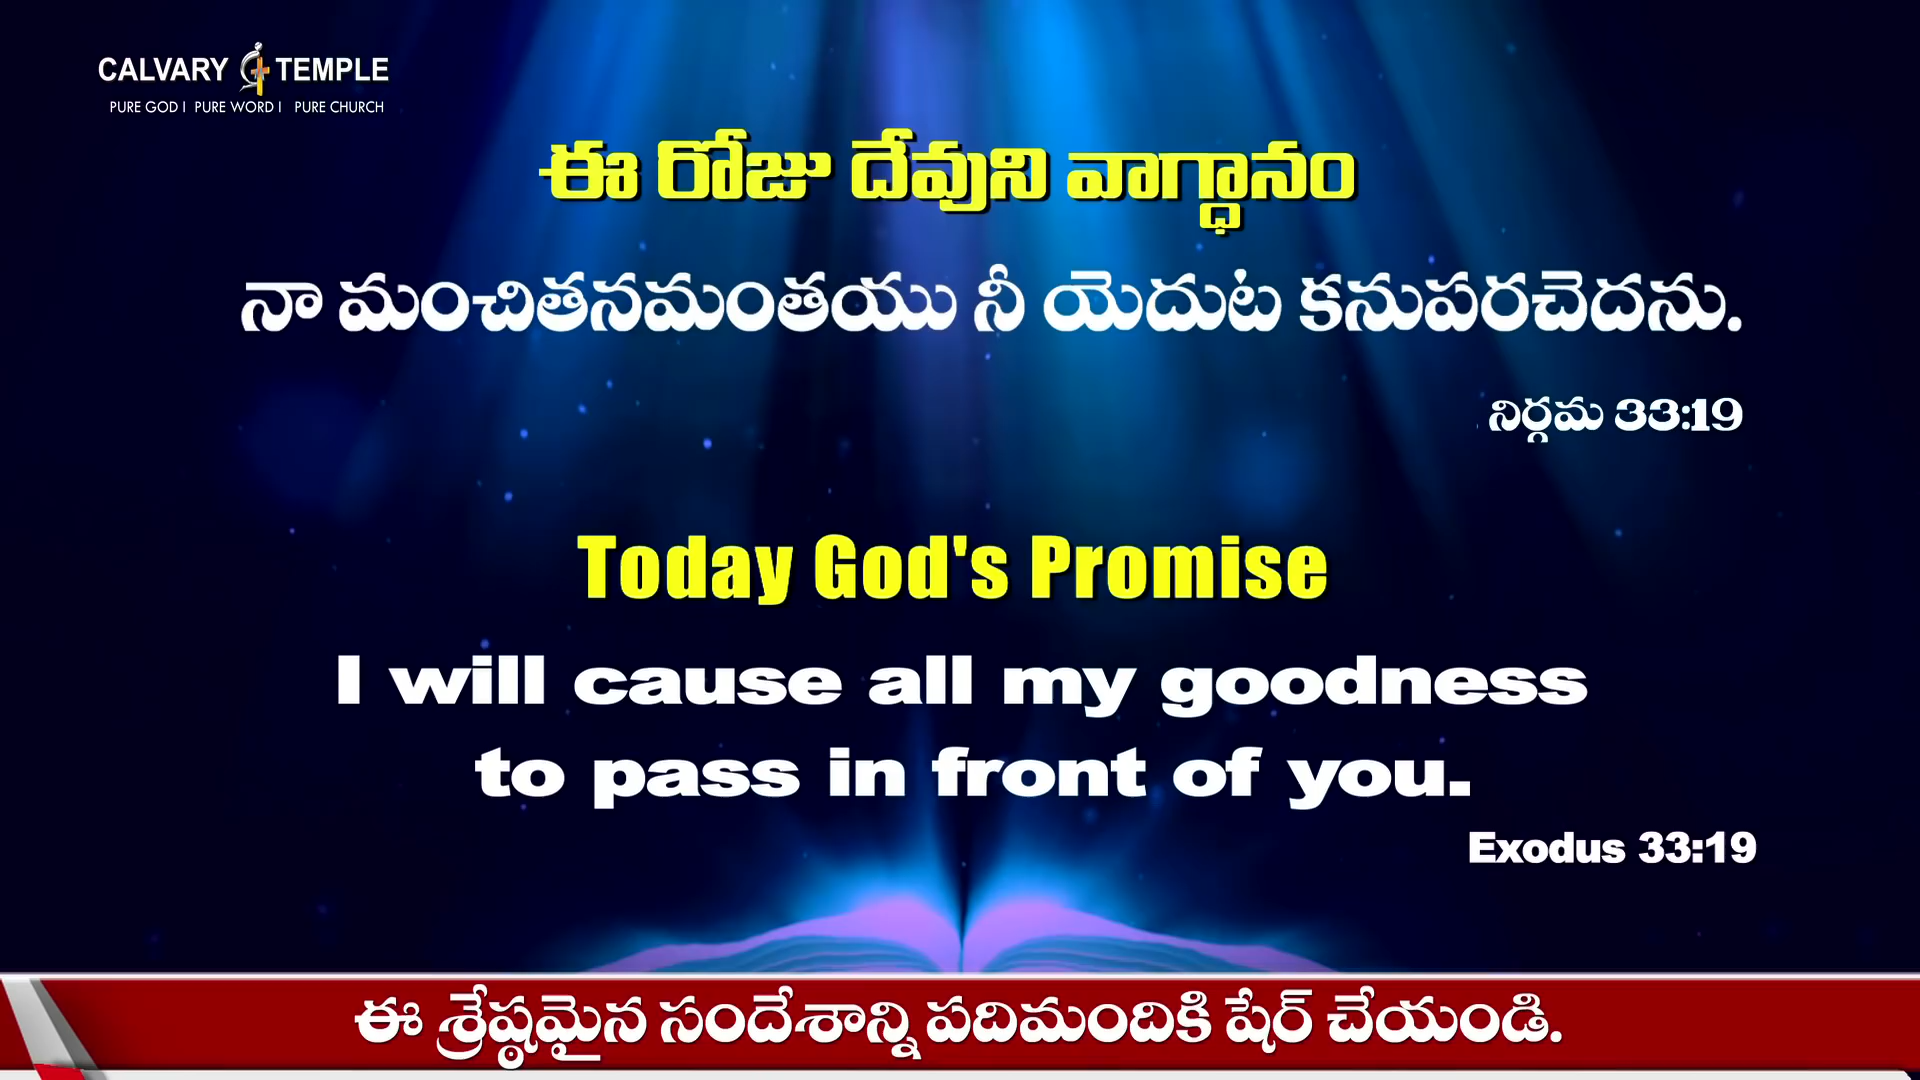 CALVARY TEMPLE
PURE GOD I PURE WORD I PURE CHURCH
ఈ రోజు దేవుని వాగ్ధానం
నా మంచితనమంతయు నీ యెదుట కనుపరచెదను.
నిర్గమ 33:19
Today God's Promise
I will cause all my goodness
to pass in front of you.
Exodus 33:19
ఈ శ్రేష్ఠమైన సందేశాన్ని పదిమందికి షేర్ చేయండి.